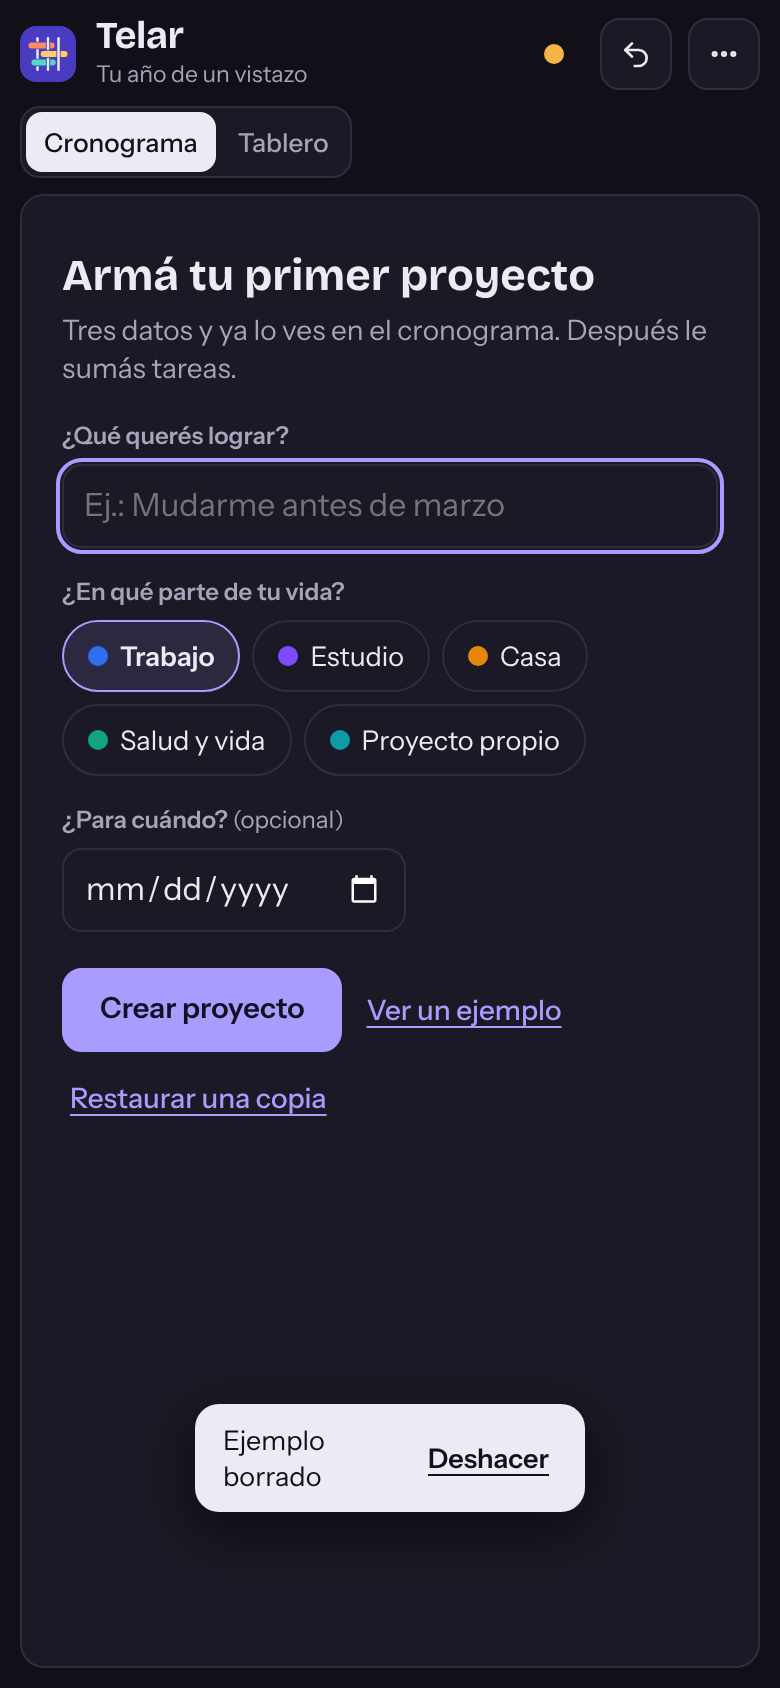 Telar
Tu año de un vistazo
Cronograma
Tablero
Armá tu primer proyecto
Tres datos y ya lo ves en el cronograma. Después le
sumás tareas.
¿Qué querés lograr?
Ej.: Mudarme antes de marzo
¿En qué parte de tu vida?
Trabajo
Estudio
Casa
Salud y vida
Proyecto propio
¿Para cuándo? (opcional)
mm/dd/yyyy
Crear proyecto
Ver un ejemplo
Restaurar una copia
Ejemplo
borrado
Deshacer